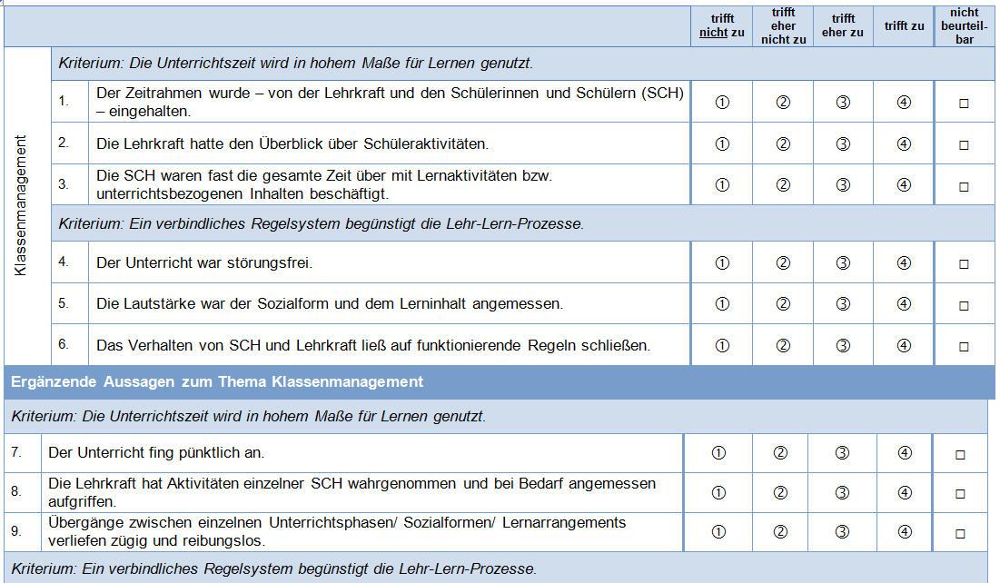 trifft nicht zu trifft eher nicht zu trifft eher zu trifft zu nicht beurteil-bar
Klassenmanagement
Kriterium: Die Unterrichtszeit wird in hohem Maße für Lernen genutzt.
1. Der Zeitrahmen wurde – von der Lehrkraft und den Schülerinnen und Schülern (SCH)
– eingehalten. ① ② ③ ④ □
2. Die Lehrkraft hatte den Überblick über Schüleraktivitäten. ① ② ③ ④ □
3. Die SCH waren fast die gesamte Zeit über mit Lernaktivitäten bzw.
unterrichtsbezogenen Inhalten beschäftigt. ① ② ③ ④ □
Kriterium: Ein verbindliches Regelsystem begünstigt die Lehr-Lern-Prozesse.
4. Der Unterricht war störungsfrei. ① ② ③ ④ □
5. Die Lautstärke war der Sozialform und dem Lerninhalt angemessen. ① ② ③ ④ □
6. Das Verhalten von SCH und Lehrkraft ließ auf funktionierende Regeln schließen. ① ② ③ ④ □
Ergänzende Aussagen zum Thema Klassenmanagement
Kriterium: Die Unterrichtszeit wird in hohem Maße für Lernen genutzt.
7. Der Unterricht fing pünktlich an. ① ② ③ ④ □
8. Die Lehrkraft hat Aktivitäten einzelner SCH wahrgenommen und bei Bedarf angemessen
aufgriffen. ① ② ③ ④ □
9. Übergänge zwischen einzelnen Unterrichtsphasen/ Sozialformen/ Lernarrangements
verliefen zügig und reibungslos. ① ② ③ ④ □
Kriterium: Ein verbindliches Regelsystem begünstigt die Lehr-Lern-Prozesse.